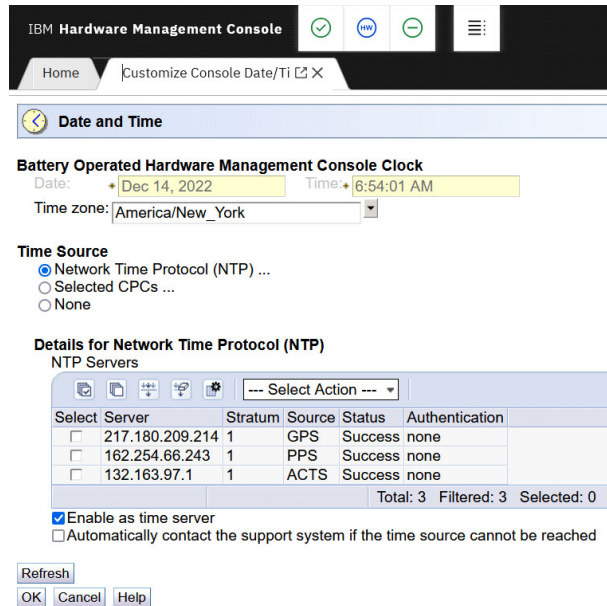 IBM Hardware Management Console
HW
Home
Customize Console Date/Ti
Date and Time
Battery Operated Hardware Management Console Clock
Date: Dec 14, 2022 Time: 6:54:01 AM
Time zone: America/New_York
Time Source
Network Time Protocol (NTP) ...
Selected CPCs ...
None
Details for Network Time Protocol (NTP)
NTP Servers
--- Select Action ---
Select Server Stratum Source Status Authentication
217.180.209.214 1 GPS Success none
162.254.66.243 1 PPS Success none
132.163.97.1 1 ACTS Success none
Total: 3 Filtered: 3 Selected: 0
Enable as time server
Automatically contact the support system if the time source cannot be reached
Refresh
OK Cancel Help